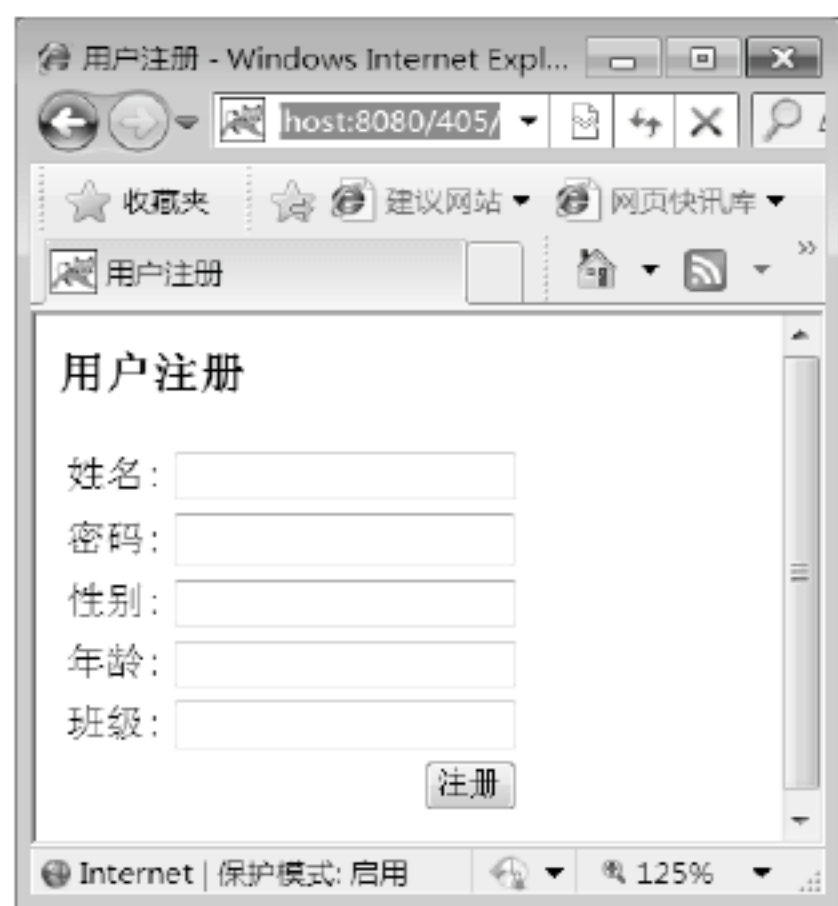 用户注册 - Windows Internet Expl...
host:8080/405/
收藏夹 建议网站 网页快讯库
用户注册
用户注册
姓名:
密码:
性别:
年龄:
班级:
注册
Internet | 保护模式: 启用 125%